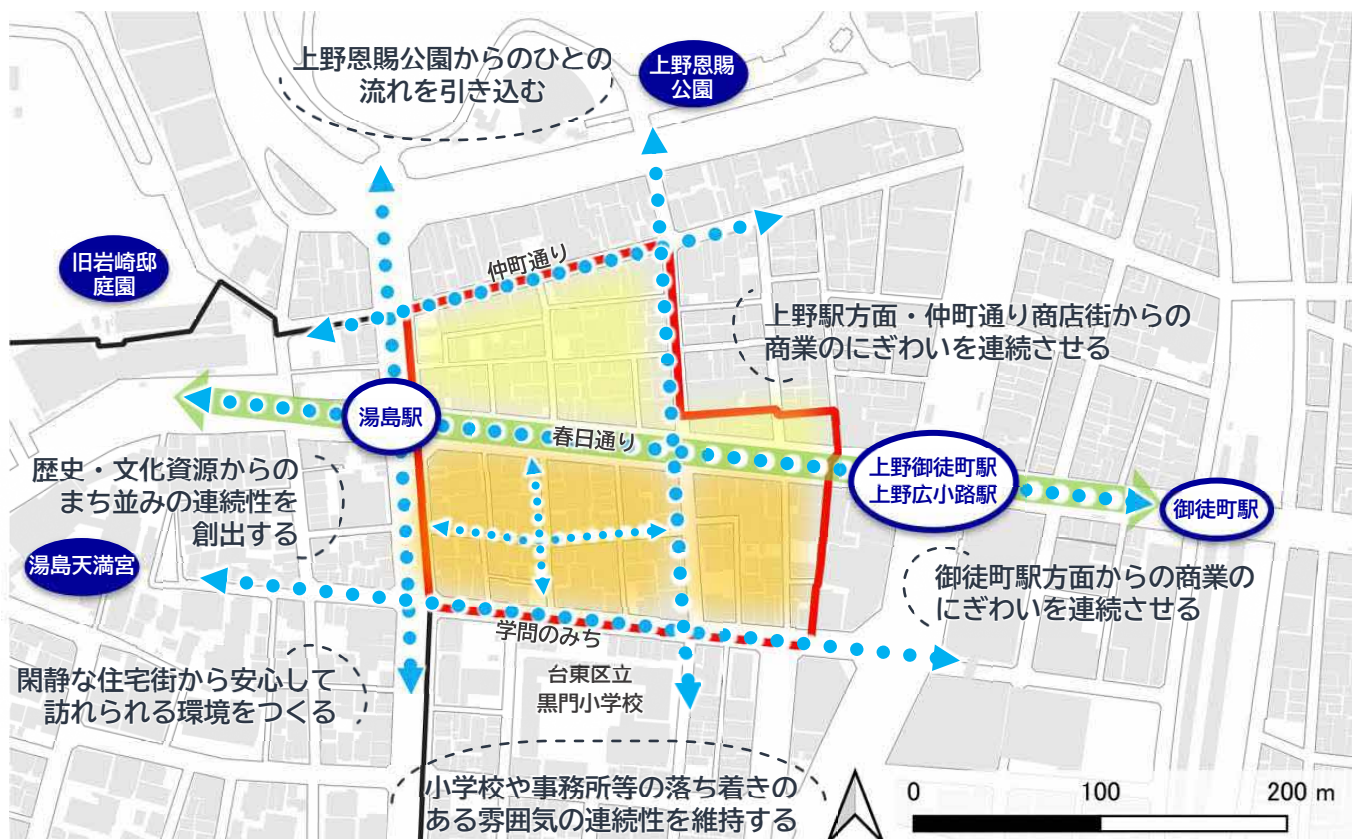 上野恩賜公園からのひとの
流れを引き込む
上野恩賜
公園
旧岩崎邸
庭園
仲町通り
上野駅方面・仲町通り商店街からの
商業のにぎわいを連続させる
湯島駅
春日通り
上野御徒町駅
上野広小路駅
御徒町駅
歴史・文化資源からの
まち並みの連続性を
創出する
湯島天満宮
御徒町駅方面からの商業の
にぎわいを連続させる
学問のみち
台東区立
黒門小学校
閑静な住宅街から安心して
訪れられる環境をつくる
小学校や事務所等の落ち着きの
ある雰囲気の連続性を維持する
0 100 200 m